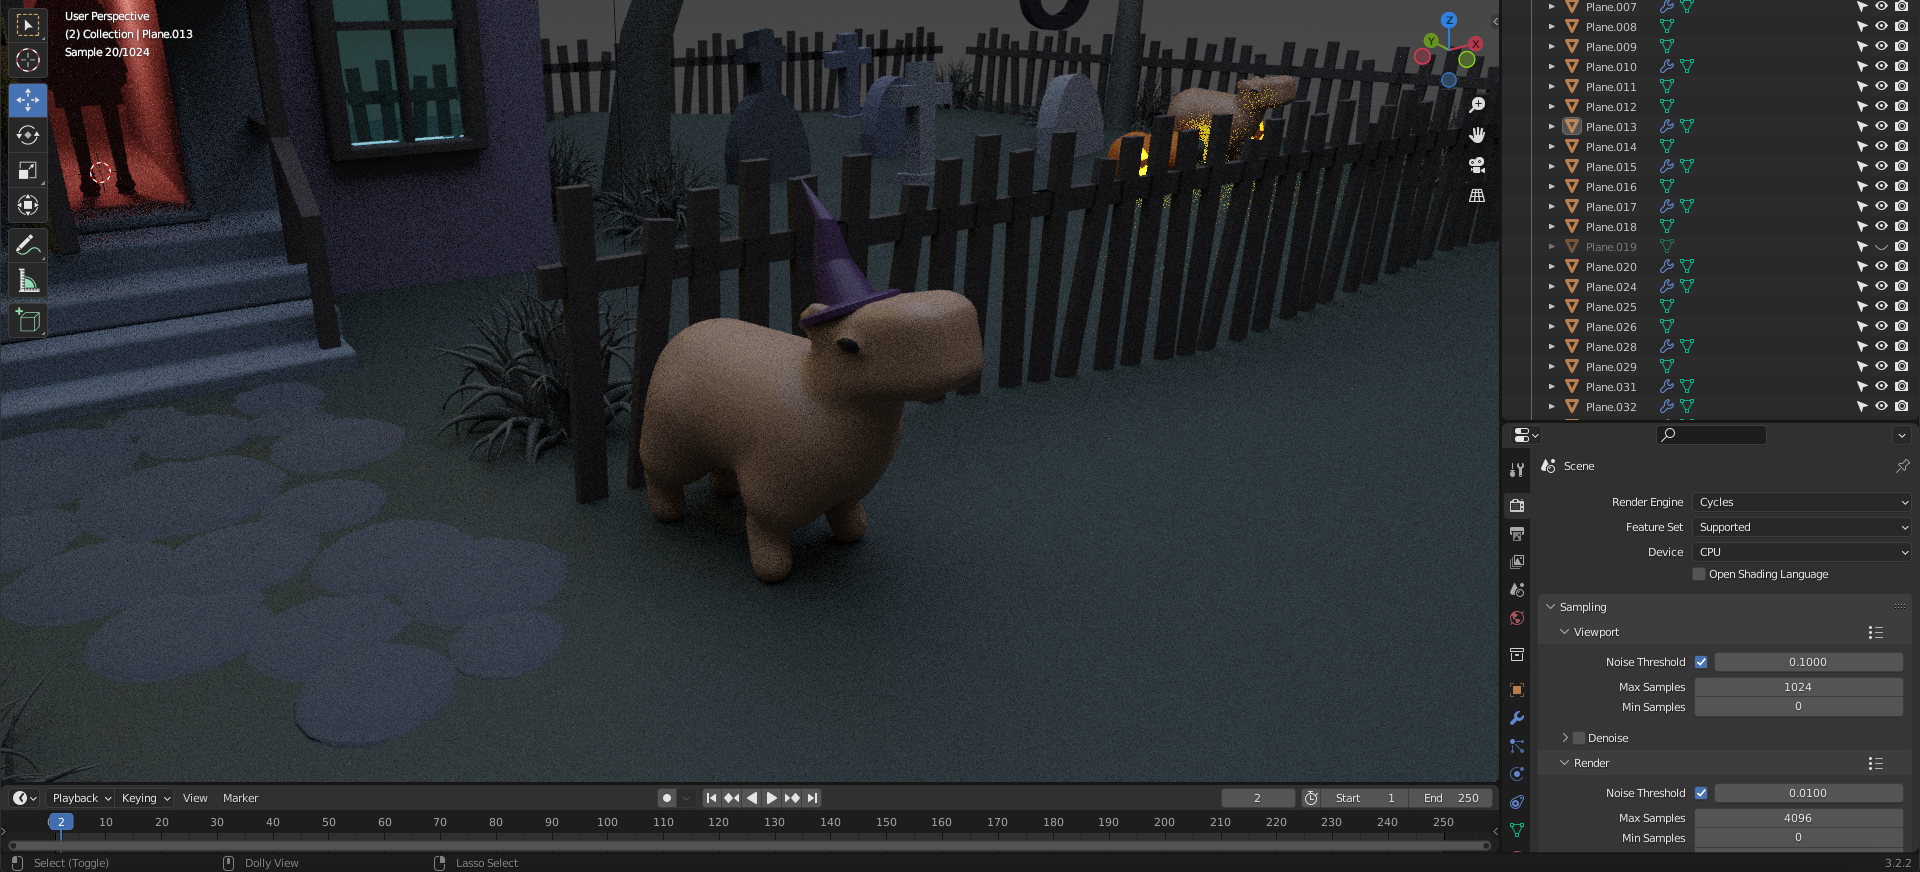 User Perspective
(2) Collection | Plane.013
Sample 20/1024
Z
Y
X
Plane.007
Plane.008
Plane.009
Plane.010
Plane.011
Plane.012
Plane.013
Plane.014
Plane.015
Plane.016
Plane.017
Plane.018
Plane.019
Plane.020
Plane.024
Plane.025
Plane.026
Plane.028
Plane.029
Plane.031
Plane.032
Scene
Render Engine Cycles
Feature Set Supported
Device CPU
Open Shading Language
Sampling
Viewport
Noise Threshold 0.1000
Max Samples 1024
Min Samples 0
Denoise
Render
Noise Threshold 0.0100
Max Samples 4096
Min Samples 0
Playback Keying View Marker 2 Start 1 End 250
2 10 20 30 40 50 60 70 80 90 100 110 120 130 140 150 160 170 180 190 200 210 220 230 240 250
Select (Toggle) Dolly View Lasso Select 3.2.2